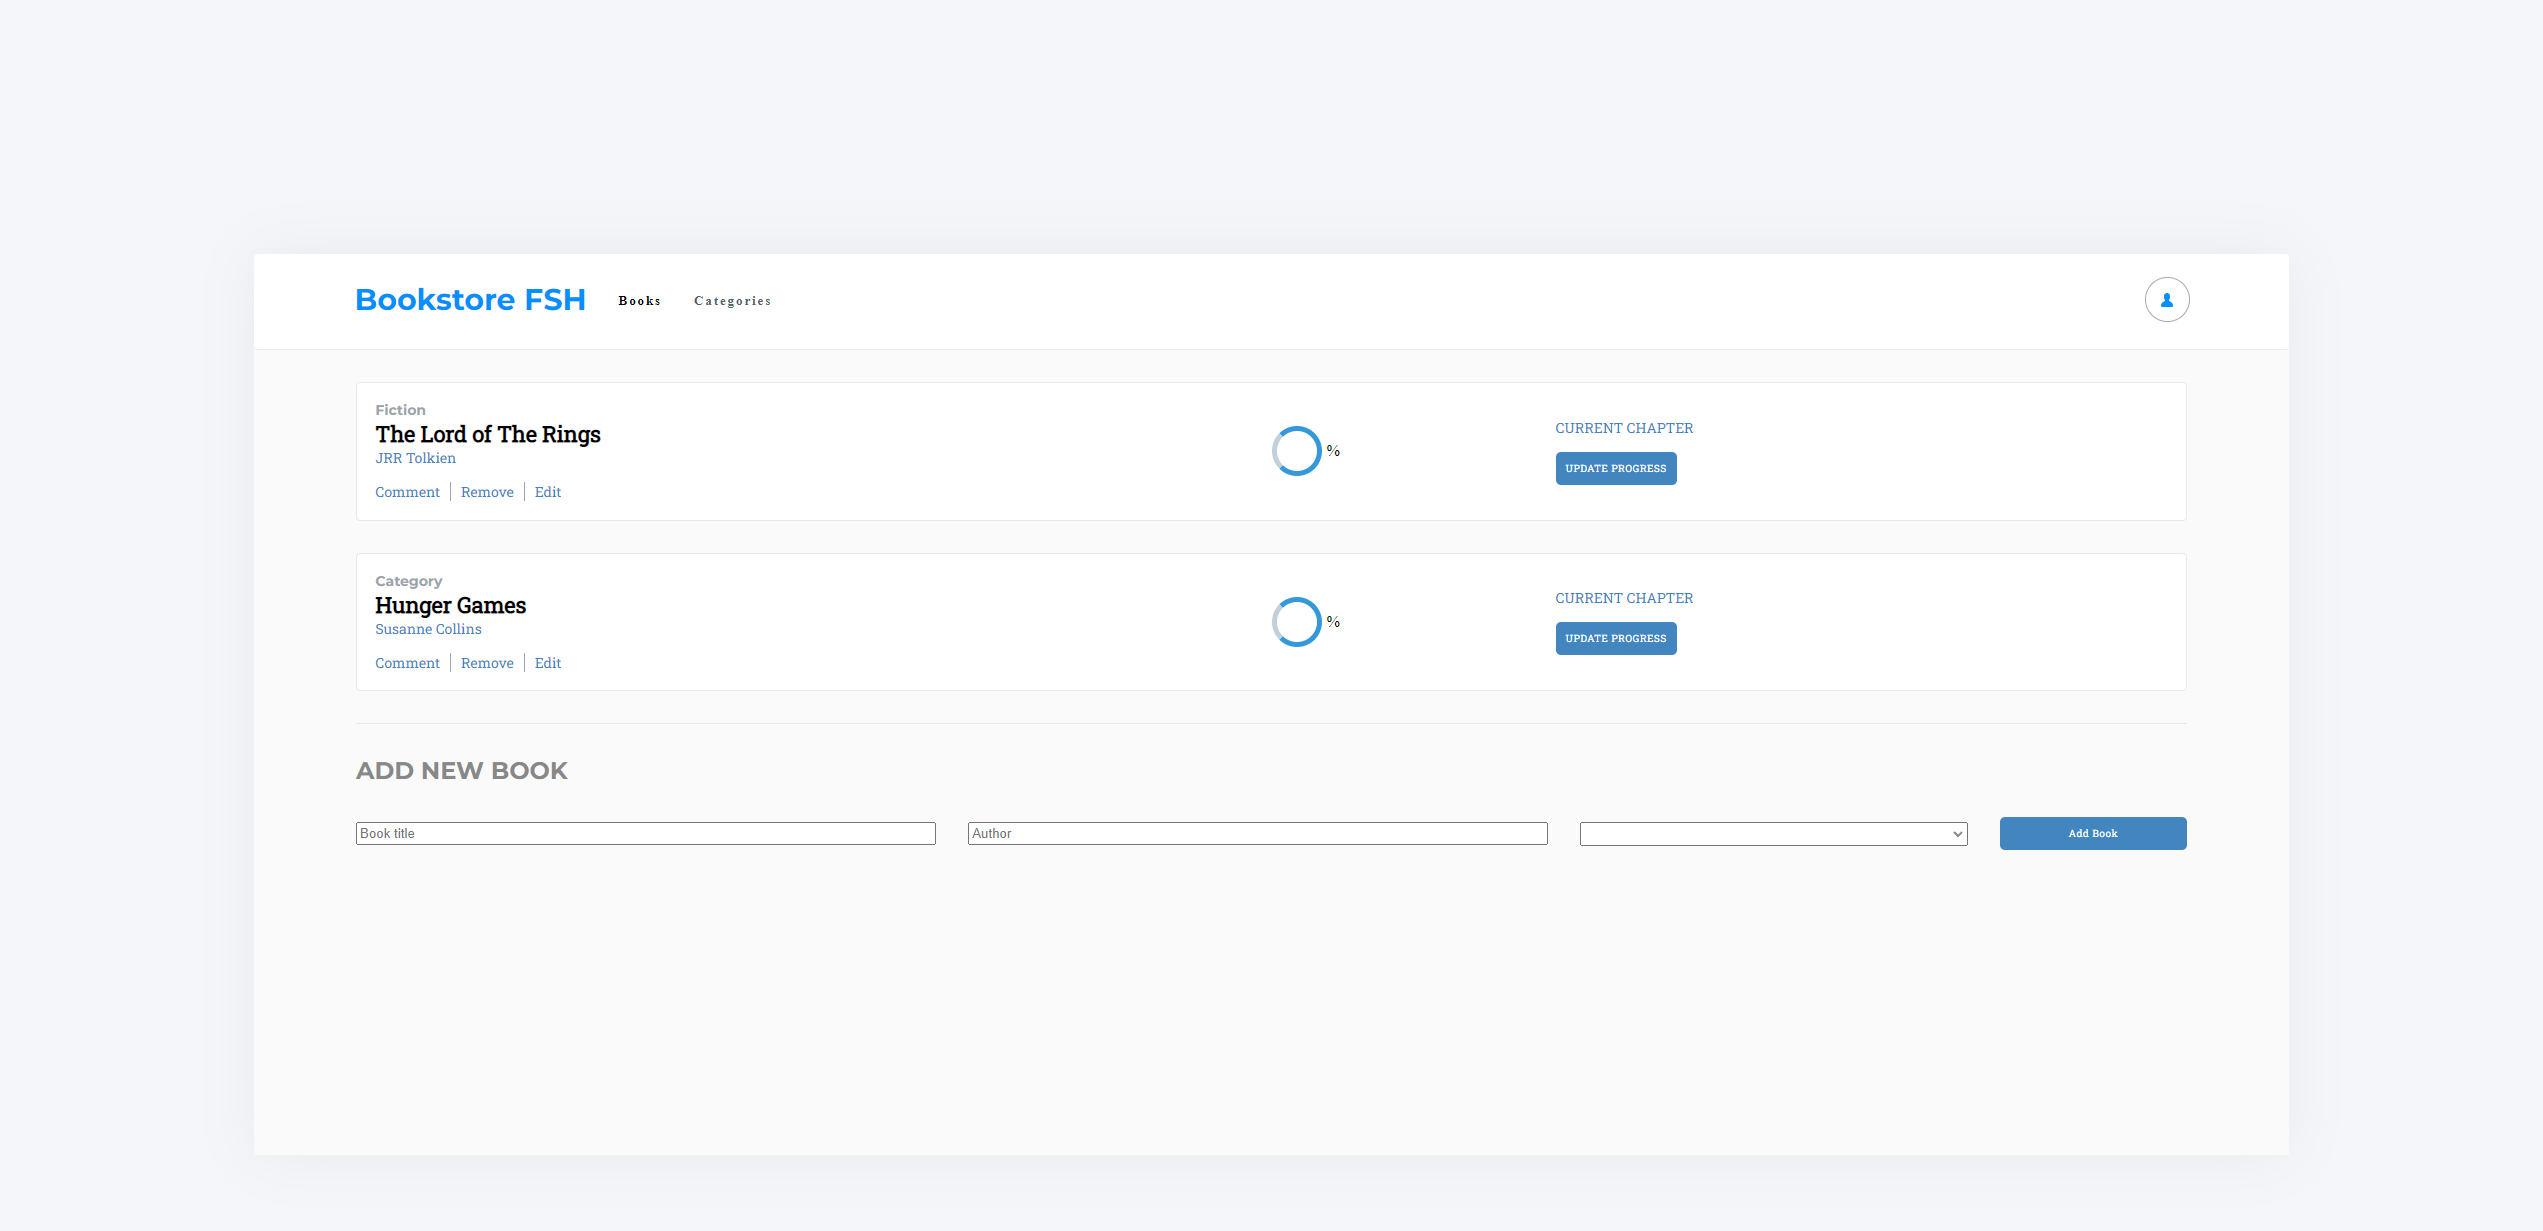 Bookstore FSH Books Categories
Fiction
The Lord of The Rings
JRR Tolkien
Comment Remove Edit
%
CURRENT CHAPTER
UPDATE PROGRESS
Category
Hunger Games
Susanne Collins
Comment Remove Edit
%
CURRENT CHAPTER
UPDATE PROGRESS
ADD NEW BOOK
Book title Author Add Book